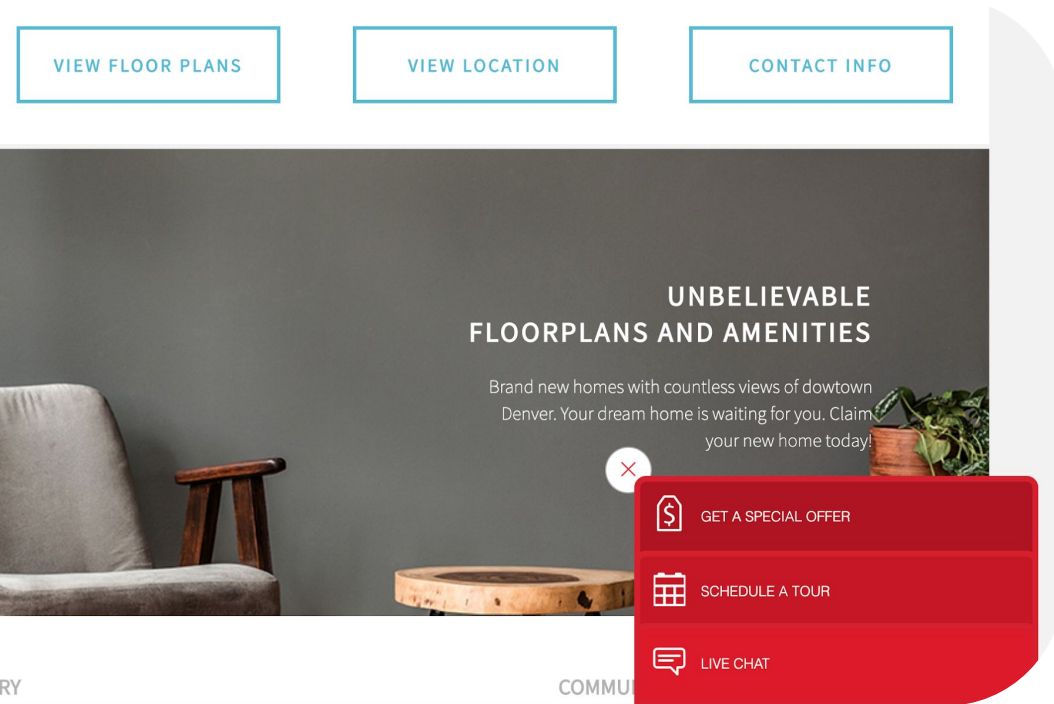 VIEW FLOOR PLANS
VIEW LOCATION
CONTACT INFO
UNBELIEVABLE
FLOORPLANS AND AMENITIES
Brand new homes with countless views of dowtown
Denver. Your dream home is waiting for you. Claim
your new home today!
GET A SPECIAL OFFER
SCHEDULE A TOUR
LIVE CHAT
RY
COMMU